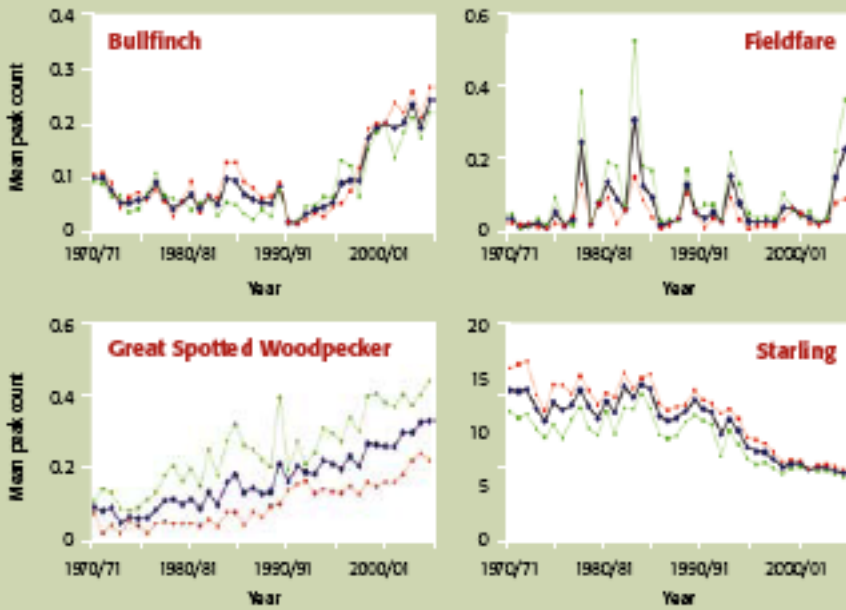 Bullfinch
Mean peak count
0.4
0.3
0.2
0.1
0
1970/71 1980/81 1990/91 2000/01
Year
Fieldfare
0.6
0.4
0.2
0
1970/71 1980/81 1990/91 2000/01
Year
Great Spotted Woodpecker
Mean peak count
0.6
0.4
0.2
0
1970/71 1980/81 1990/91 2000/01
Year
Starling
20
15
10
5
0
1970/71 1980/81 1990/91 2000/01
Year